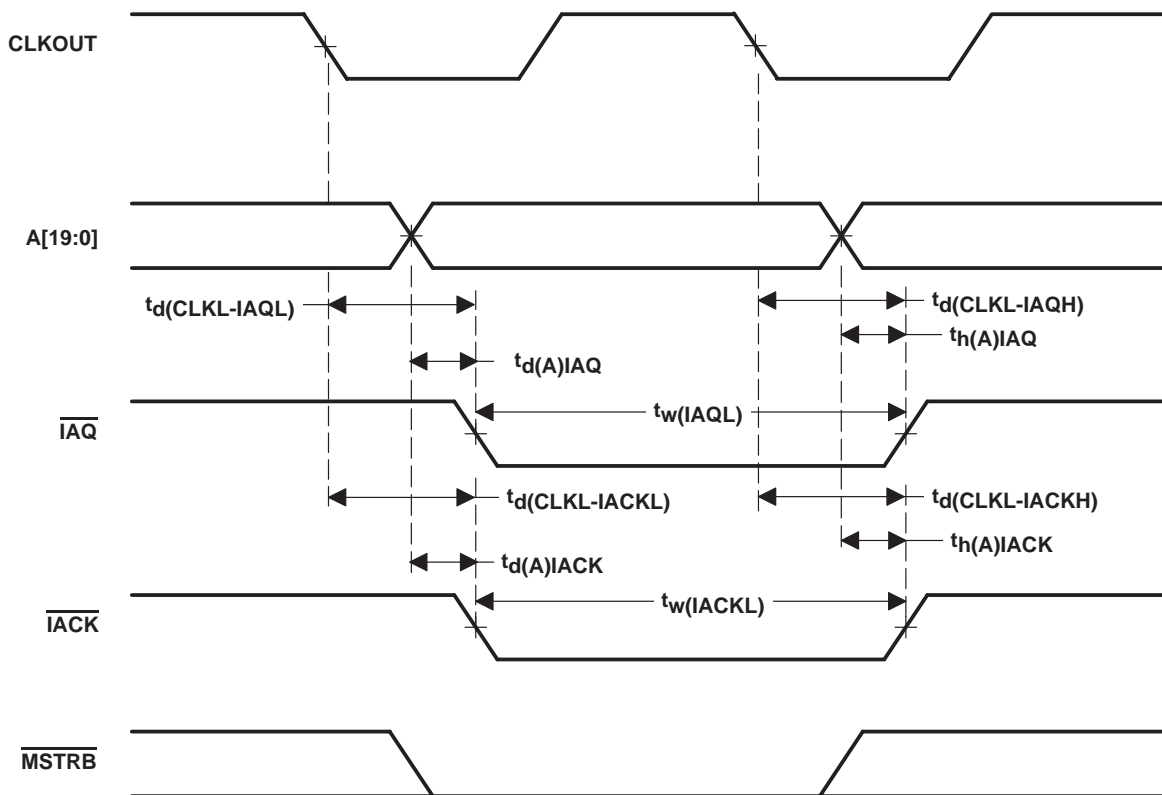 CLKOUT
A[19:0]
td(CLKL-IAQL)
td(CLKL-IAQH)
th(A)IAQ
td(A)IAQ
tw(IAQL)
IAQ
td(CLKL-IACKL)
td(CLKL-IACKH)
th(A)IACK
td(A)IACK
tw(IACKL)
IACK
MSTRB